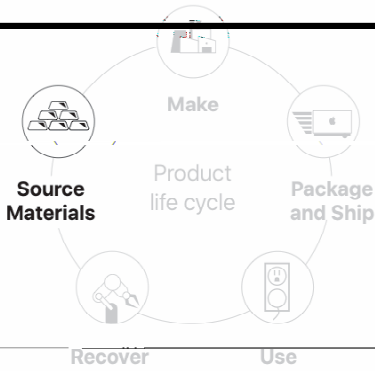 Make
Product
life cycle
Source
Materials
Package
and Ship
Recover
Use